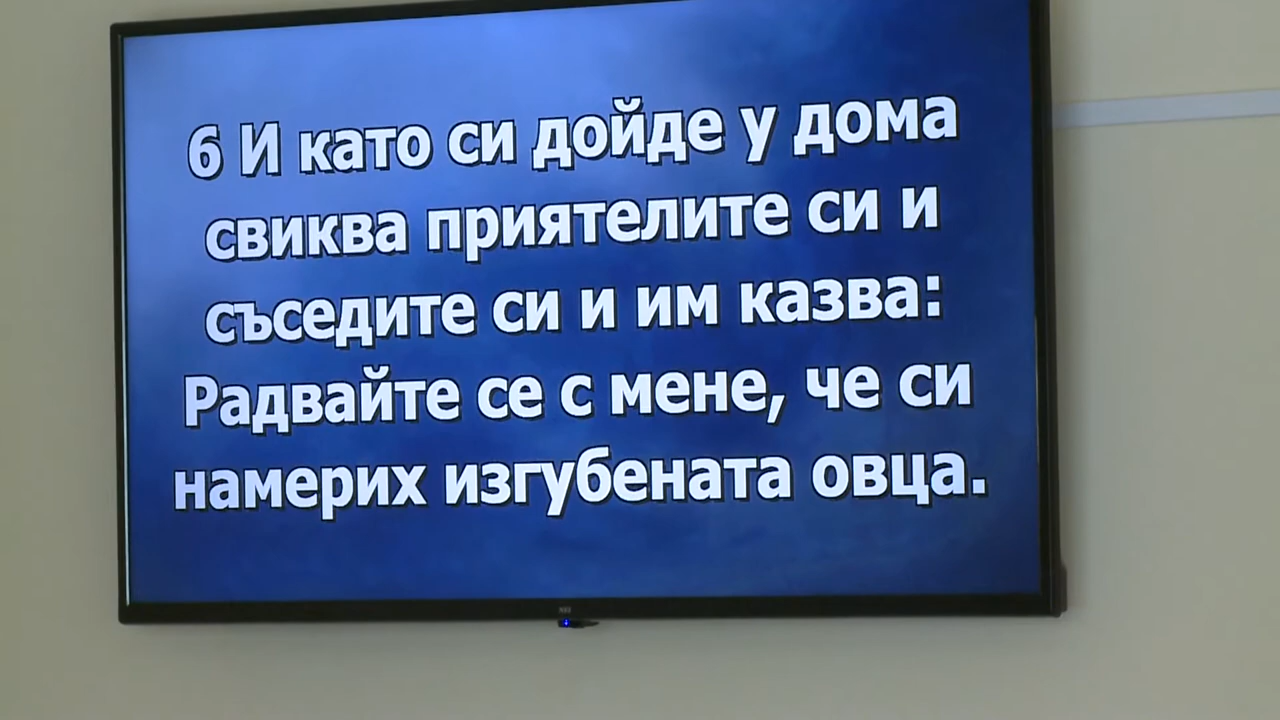 6 И като си дойде у дома
свиква приятелите си и
съседите си и им казва:
Радвайте се с мене, че си
намерих изгубената овца.